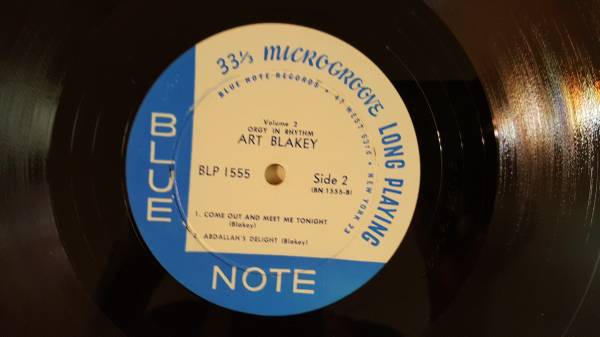 33⅓ MICROGROOVE LONG PLAYING
BLUE NOTE RECORDS • 47 WEST 63rd • NEW YORK 23
Volume 2
ORGY IN RHYTHM
ART BLAKEY
BLP 1555
Side 2
(BN 1555-B)
1. COME OUT AND MEET ME TONIGHT
(Blakey)
2. ABDALLAH'S DELIGHT (Blakey)
BLUE
NOTE